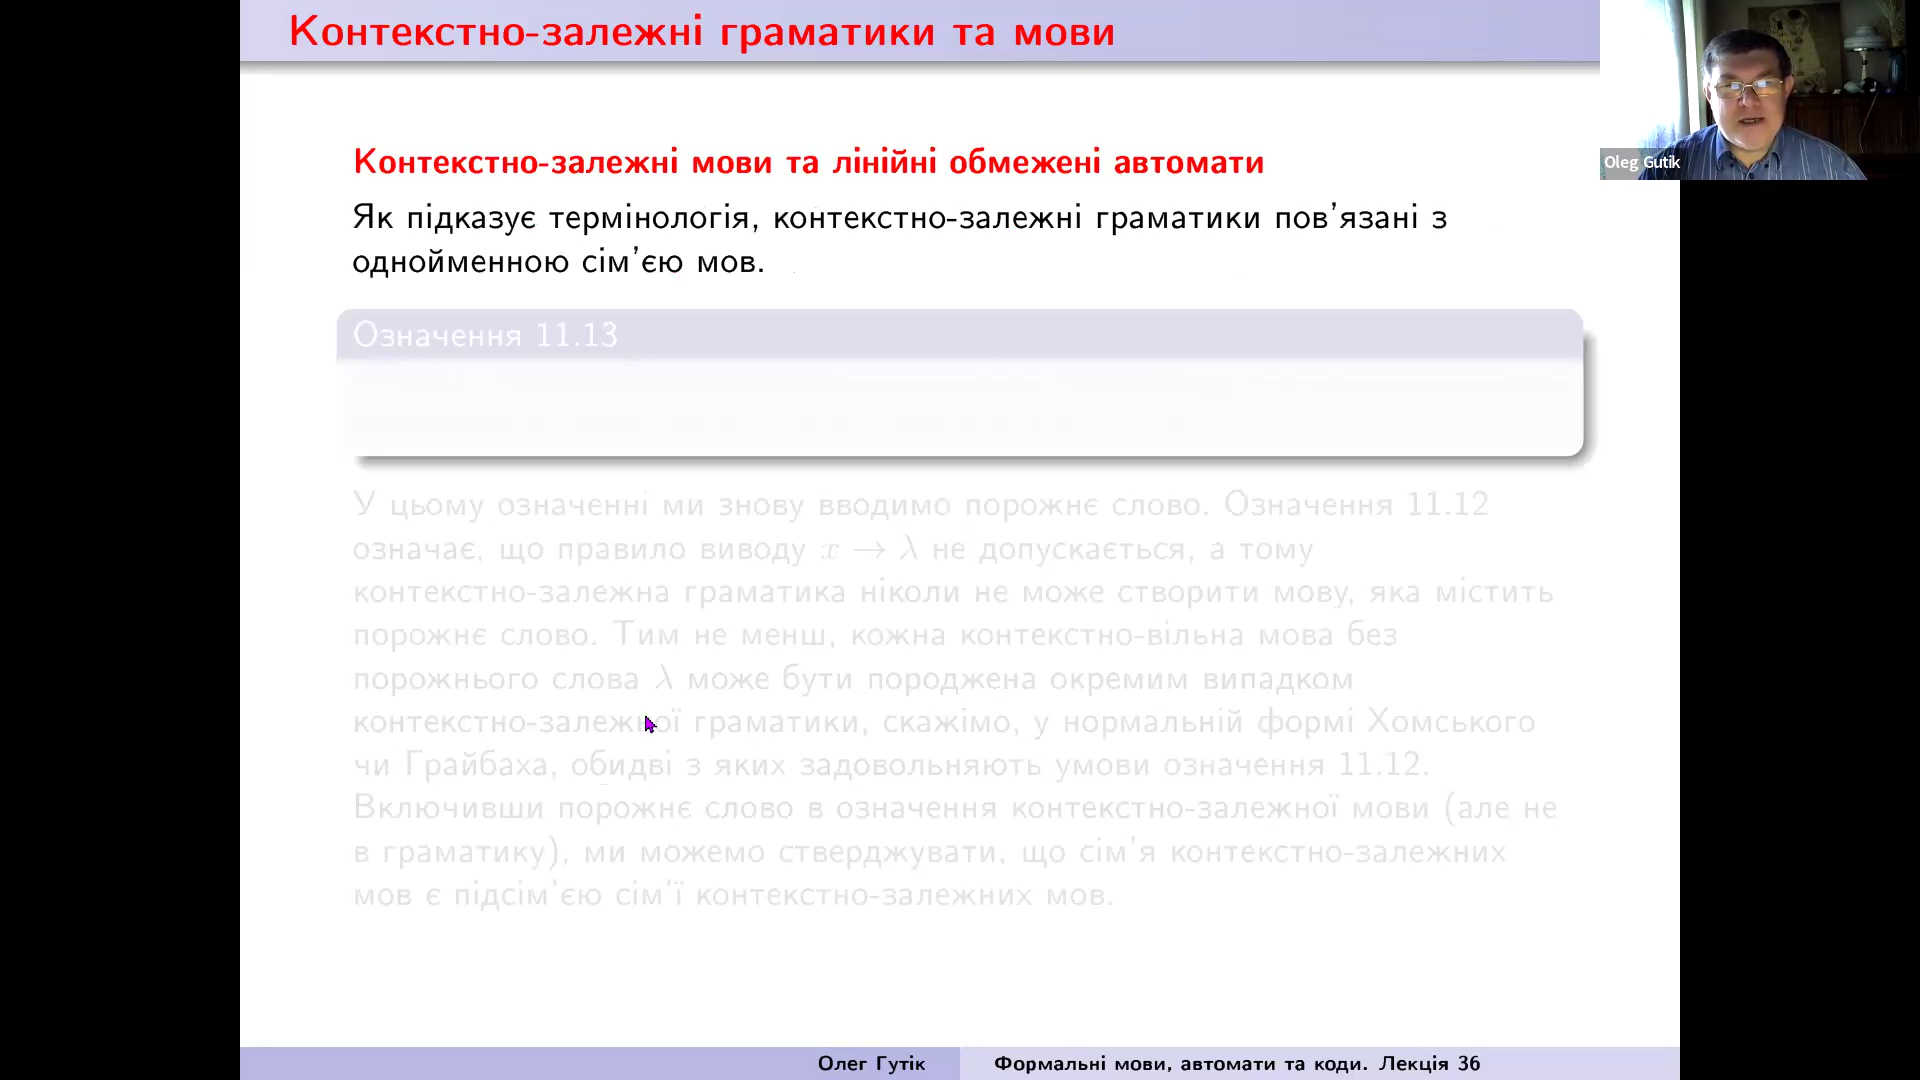 Контекстно-залежні граматики та мови
Контекстно-залежні мови та лінійні обмежені автомати
Як підказує термінологія, контекстно-залежні граматики пов'язані з
однойменною сім'єю мов.
Означення 11.13
У цьому означенні ми знову вводимо порожнє слово. Означення 11.12
означає, що правило виводу x → λ не допускається, а тому
контекстно-залежна граматика ніколи не може створити мову, яка містить
порожнє слово. Тим не менш, кожна контекстно-вільна мова без
порожнього слова λ може бути породжена окремим випадком
контекстно-залежної граматики, скажімо, у нормальній формі Хомського
чи Грайбаха, обидві з яких задовольняють умови означення 11.12.
Включивши порожнє слово в означення контекстно-залежної мови (але не
в граматику), ми можемо стверджувати, що сім'я контекстно-залежних
мов є підсім'єю сім'ї контекстно-залежних мов.
Олег Гутік
Формальні мови, автомати та коди. Лекція 36
Oleg Gutik